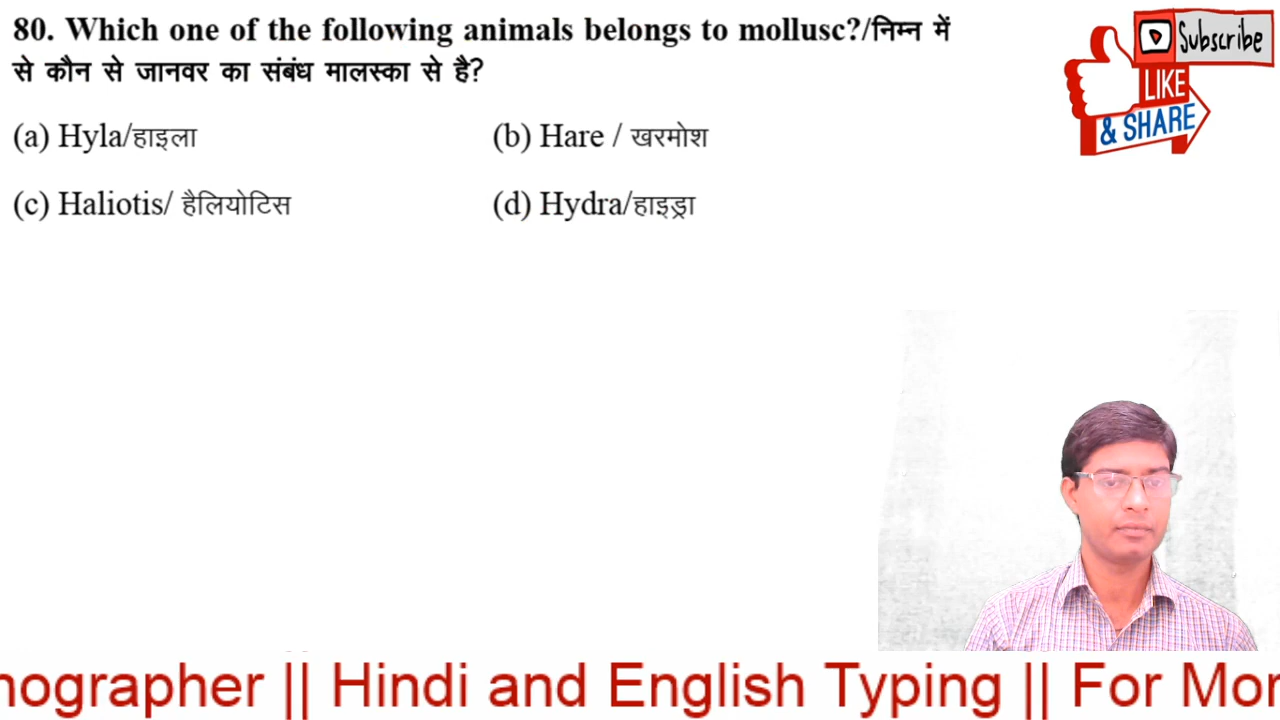 80. Which one of the following animals belongs to mollusc?/निम्न में
से कौन से जानवर का संबंध मालस्का से है?
(a) Hyla/हाइला
(b) Hare / खरमोश
(c) Haliotis/ हैलियोटिस
(d) Hydra/हाइड्रा
Subscribe
LIKE
& SHARE
nographer || Hindi and English Typing || For Mor